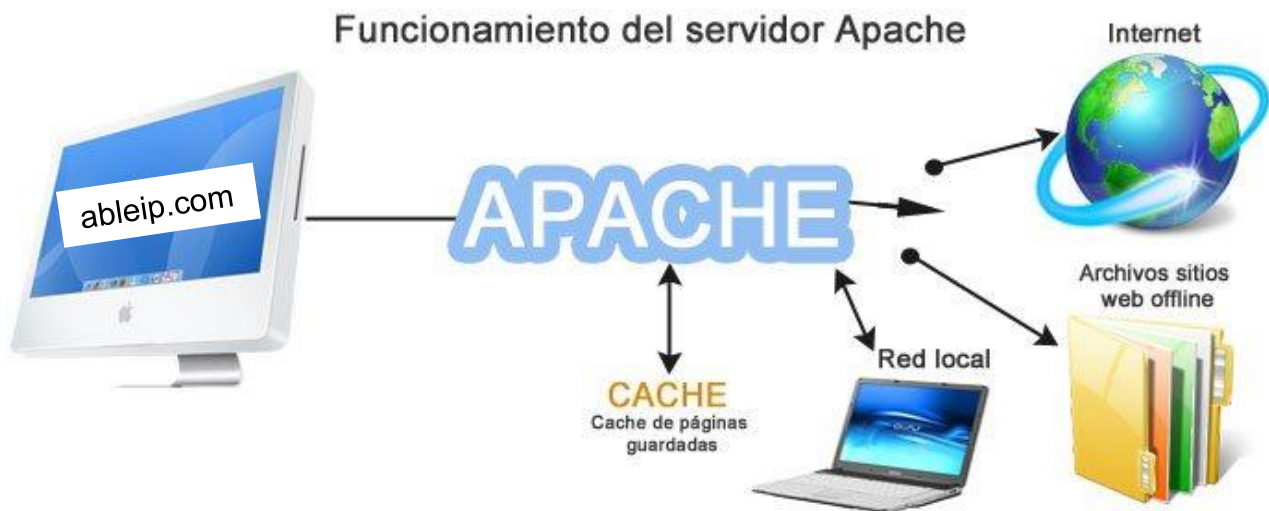 Funcionamiento del servidor Apache
Internet
ableip.com
APACHE
Archivos sitios
web offline
Red local
CACHE
Cache de páginas
guardadas